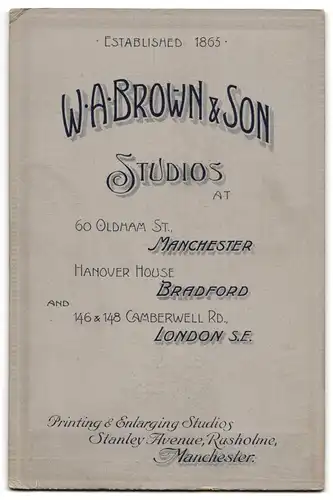 · ESTABLISHED 1865 ·
W·A·BROWN & SON
STUDIOS
AT
60 OLDHAM ST.,
MANCHESTER
HANOVER HOUSE
BRADFORD
AND
146 & 148 CAMBERWELL RD.,
LONDON S.E.
Printing & Enlarging Studios
Stanley Avenue, Rusholme,
Manchester.